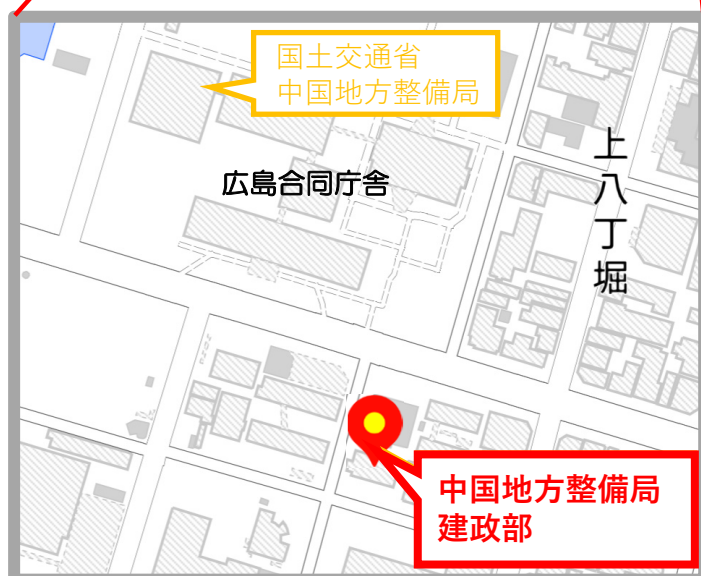 国土交通省
中国地方整備局
広島合同庁舎
上八丁堀
中国地方整備局
建政部